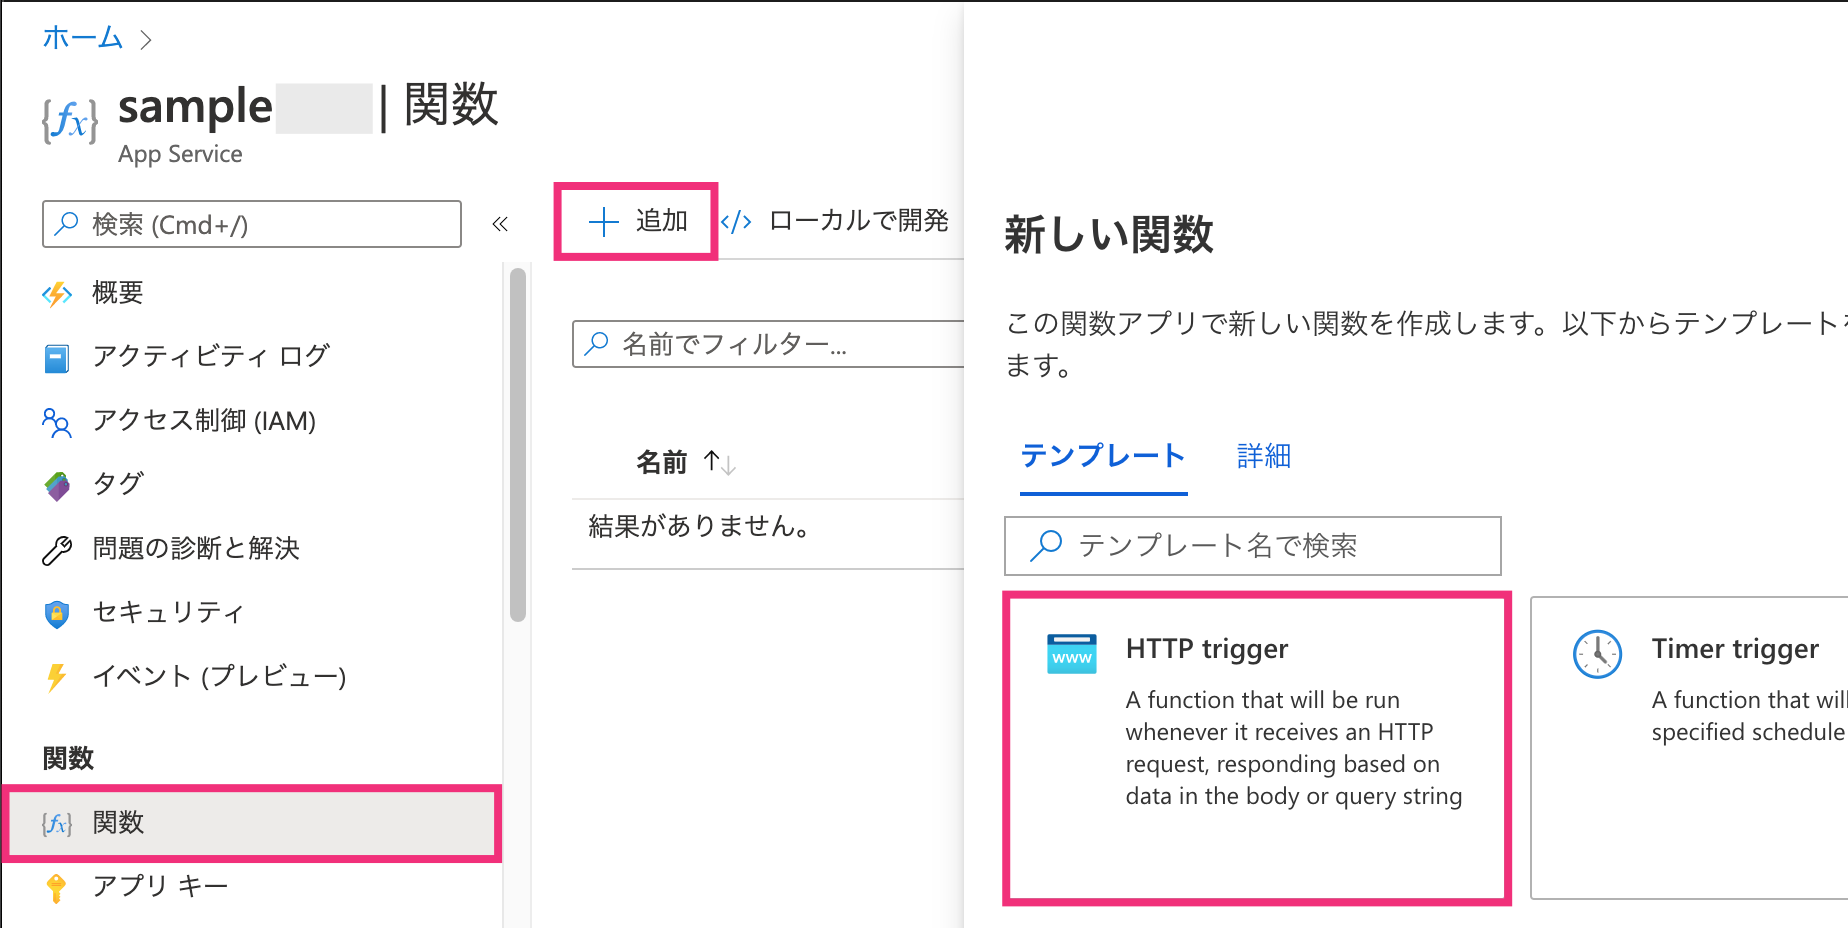 ホーム
sample | 関数
App Service
検索 (Cmd+/)
«
概要
アクティビティ ログ
アクセス制御 (IAM)
タグ
問題の診断と解決
セキュリティ
イベント (プレビュー)
関数
関数
アプリ キー
追加
</> ローカルで開発
名前でフィルター...
名前 ↑↓
結果がありません。
新しい関数
この関数アプリで新しい関数を作成します。以下からテンプレート
ます。
テンプレート
詳細
テンプレート名で検索
www
HTTP trigger
A function that will be run
whenever it receives an HTTP
request, responding based on
data in the body or query string
Timer trigger
A function that will
specified schedule